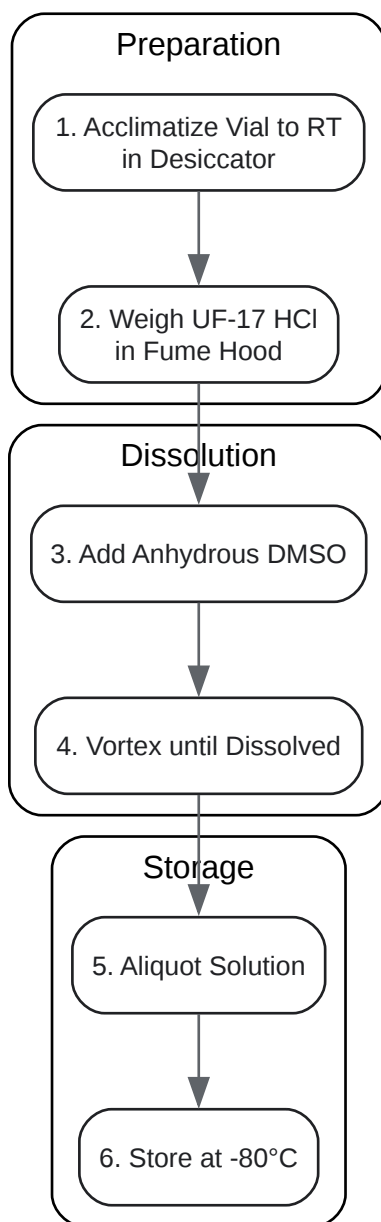 Preparation
1. Acclimatize Vial to RT
in Desiccator
2. Weigh UF-17 HCl
in Fume Hood
Dissolution
3. Add Anhydrous DMSO
4. Vortex until Dissolved
Storage
5. Aliquot Solution
6. Store at -80°C